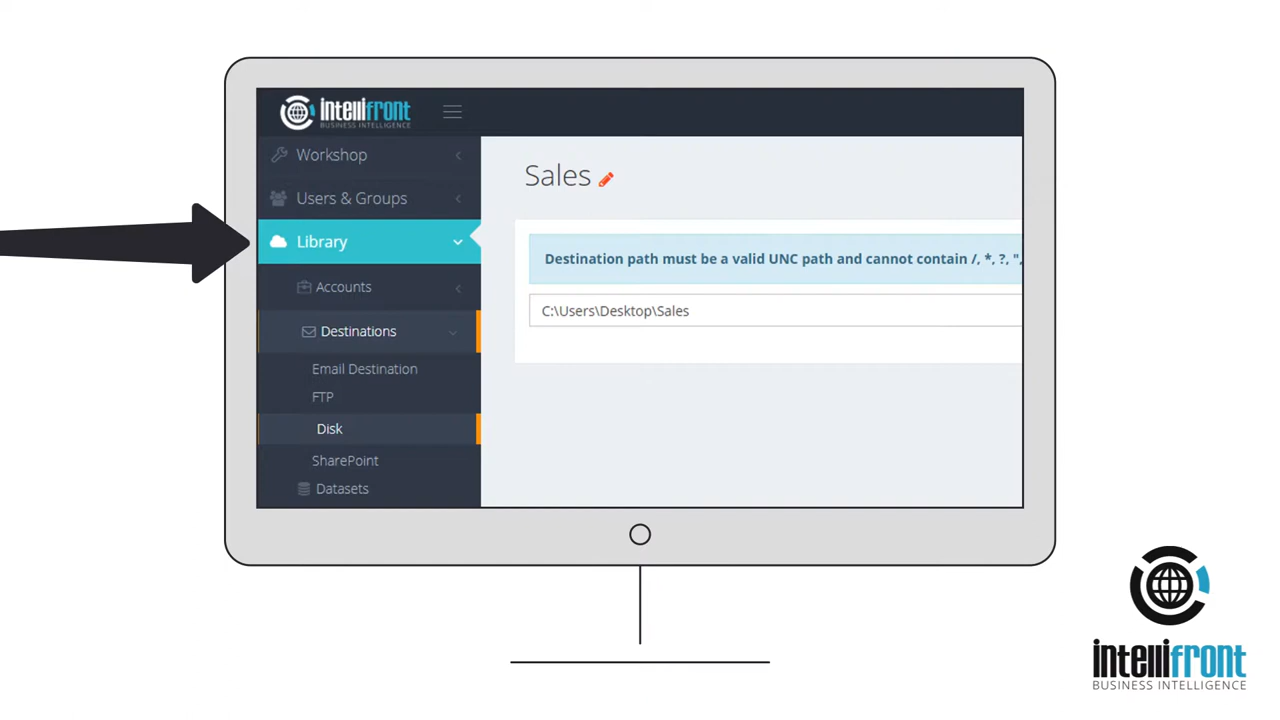 intellifront
BUSINESS INTELLIGENCE
Workshop
Users & Groups
Library
Accounts
Destinations
Email Destination
FTP
Disk
SharePoint
Datasets
Sales
Destination path must be a valid UNC path and cannot contain /, *, ?, ",
C:\Users\Desktop\Sales
intellifront
BUSINESS INTELLIGENCE